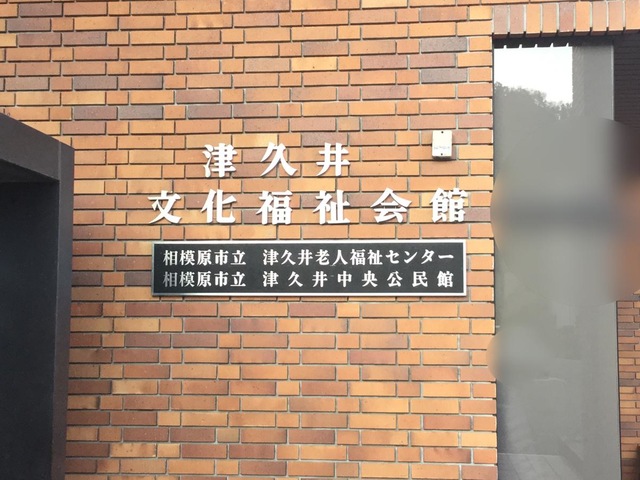 津久井
文化福祉会館
相模原市立 津久井老人福祉センター
相模原市立 津久井中央公民館